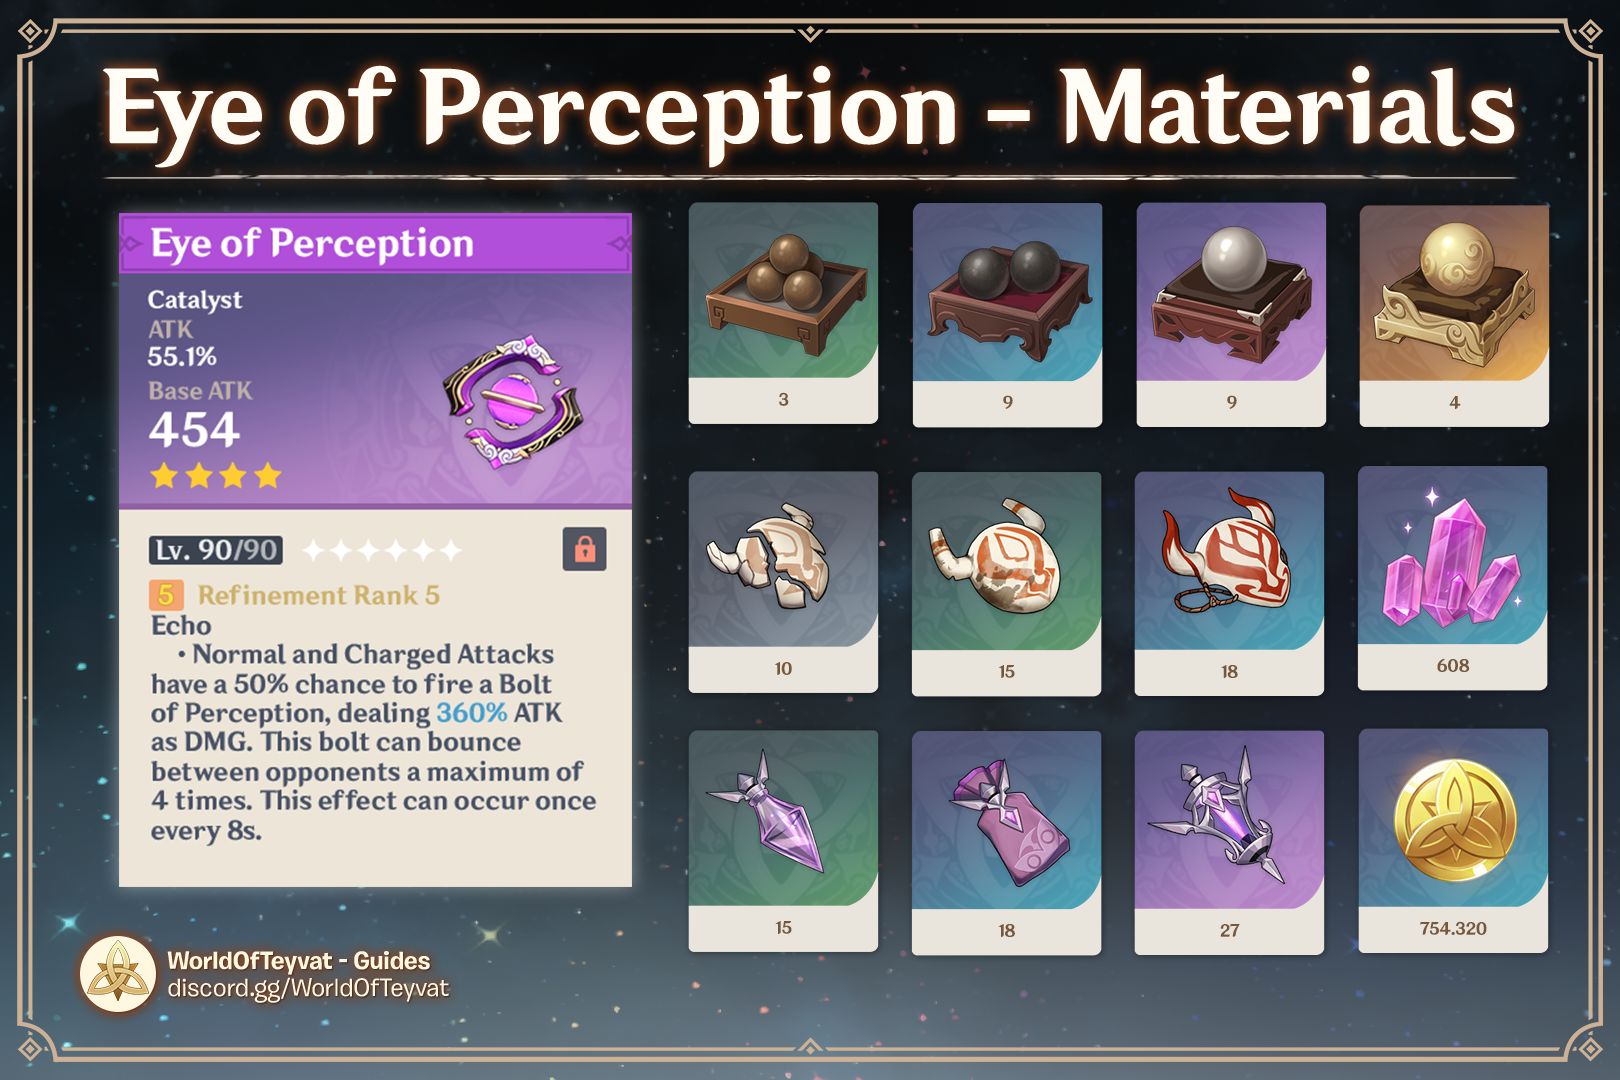 Eye of Perception - Materials
Eye of Perception
Catalyst
ATK
55.1%
Base ATK
454
Lv. 90/90
5 Refinement Rank 5
Echo
• Normal and Charged Attacks
have a 50% chance to fire a Bolt
of Perception, dealing 360% ATK
as DMG. This bolt can bounce
between opponents a maximum of
4 times. This effect can occur once
every 8s.
3
9
9
4
10
15
18
608
15
18
27
754.320
WorldOfTeyvat - Guides
discord.gg/WorldOfTeyvat